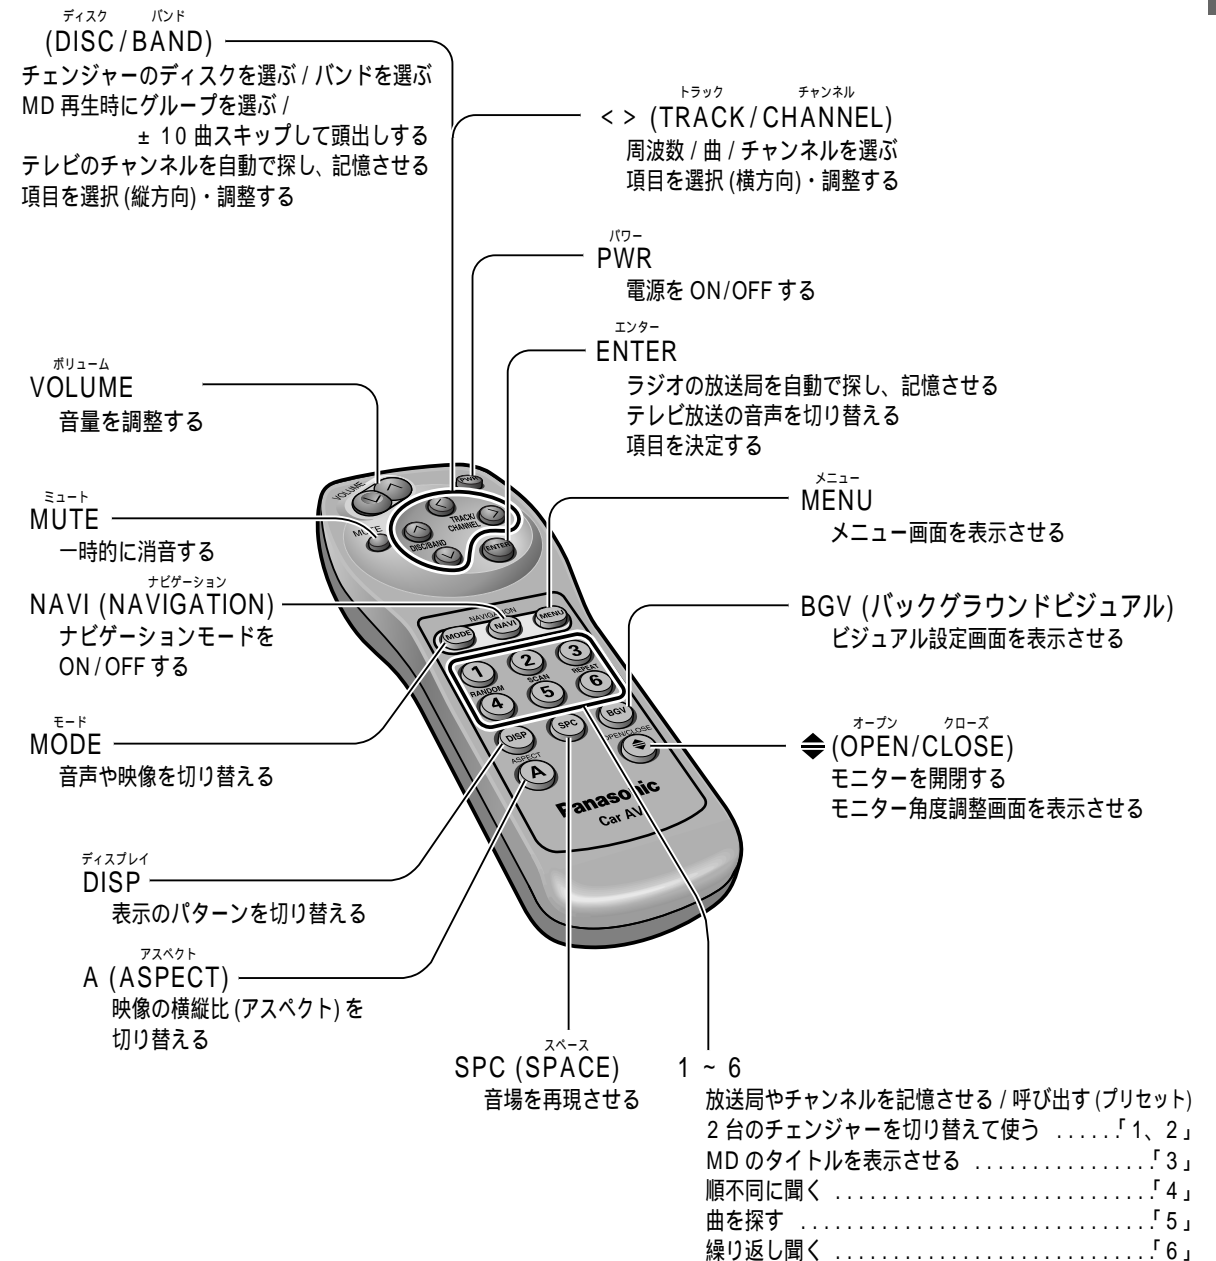 ディスク バンド
(DISC/BAND)
チェンジャーのディスクを選ぶ / バンドを選ぶ
MD 再生時にグループを選ぶ /
± 10 曲スキップして頭出しする
テレビのチャンネルを自動で探し、記憶させる
項目を選択 (縦方向)・調整する
トラック チャンネル
< > (TRACK/CHANNEL)
周波数 / 曲 / チャンネルを選ぶ
項目を選択 (横方向)・調整する
パワー
PWR
電源を ON/OFF する
エンター
ENTER
ラジオの放送局を自動で探し、記憶させる
テレビ放送の音声を切り替える
項目を決定する
ボリューム
VOLUME
音量を調整する
ミュート
MUTE
一時的に消音する
ナビゲーション
NAVI (NAVIGATION)
ナビゲーションモードを
ON/OFF する
モード
MODE
音声や映像を切り替える
ディスプレイ
DISP
表示のパターンを切り替える
アスペクト
A (ASPECT)
映像の横縦比 (アスペクト) を
切り替える
メニュー
MENU
メニュー画面を表示させる
BGV (バックグラウンドビジュアル)
ビジュアル設定画面を表示させる
オープン クローズ
(OPEN/CLOSE)
モニターを開閉する
モニター角度調整画面を表示させる
VOLUME
PWR
MUTE
TRACK/
CHANNEL
DISC/BAND
ENTER
NAVIGATION
MODE
NAVI
MENU
1
2
3
RANDOM
SCAN
REPEAT
4
5
6
DISP
SPC
BGV
OPEN/CLOSE
ASPECT
A
Panasonic
Car AV
スペース
SPC (SPACE)
音場を再現させる
1 ~ 6
放送局やチャンネルを記憶させる / 呼び出す (プリセット)
2 台のチェンジャーを切り替えて使う ......「1、2」
MD のタイトルを表示させる ................「3」
順不同に聞く ............................「4」
曲を探す ...............................「5」
繰り返し聞く ............................「6」